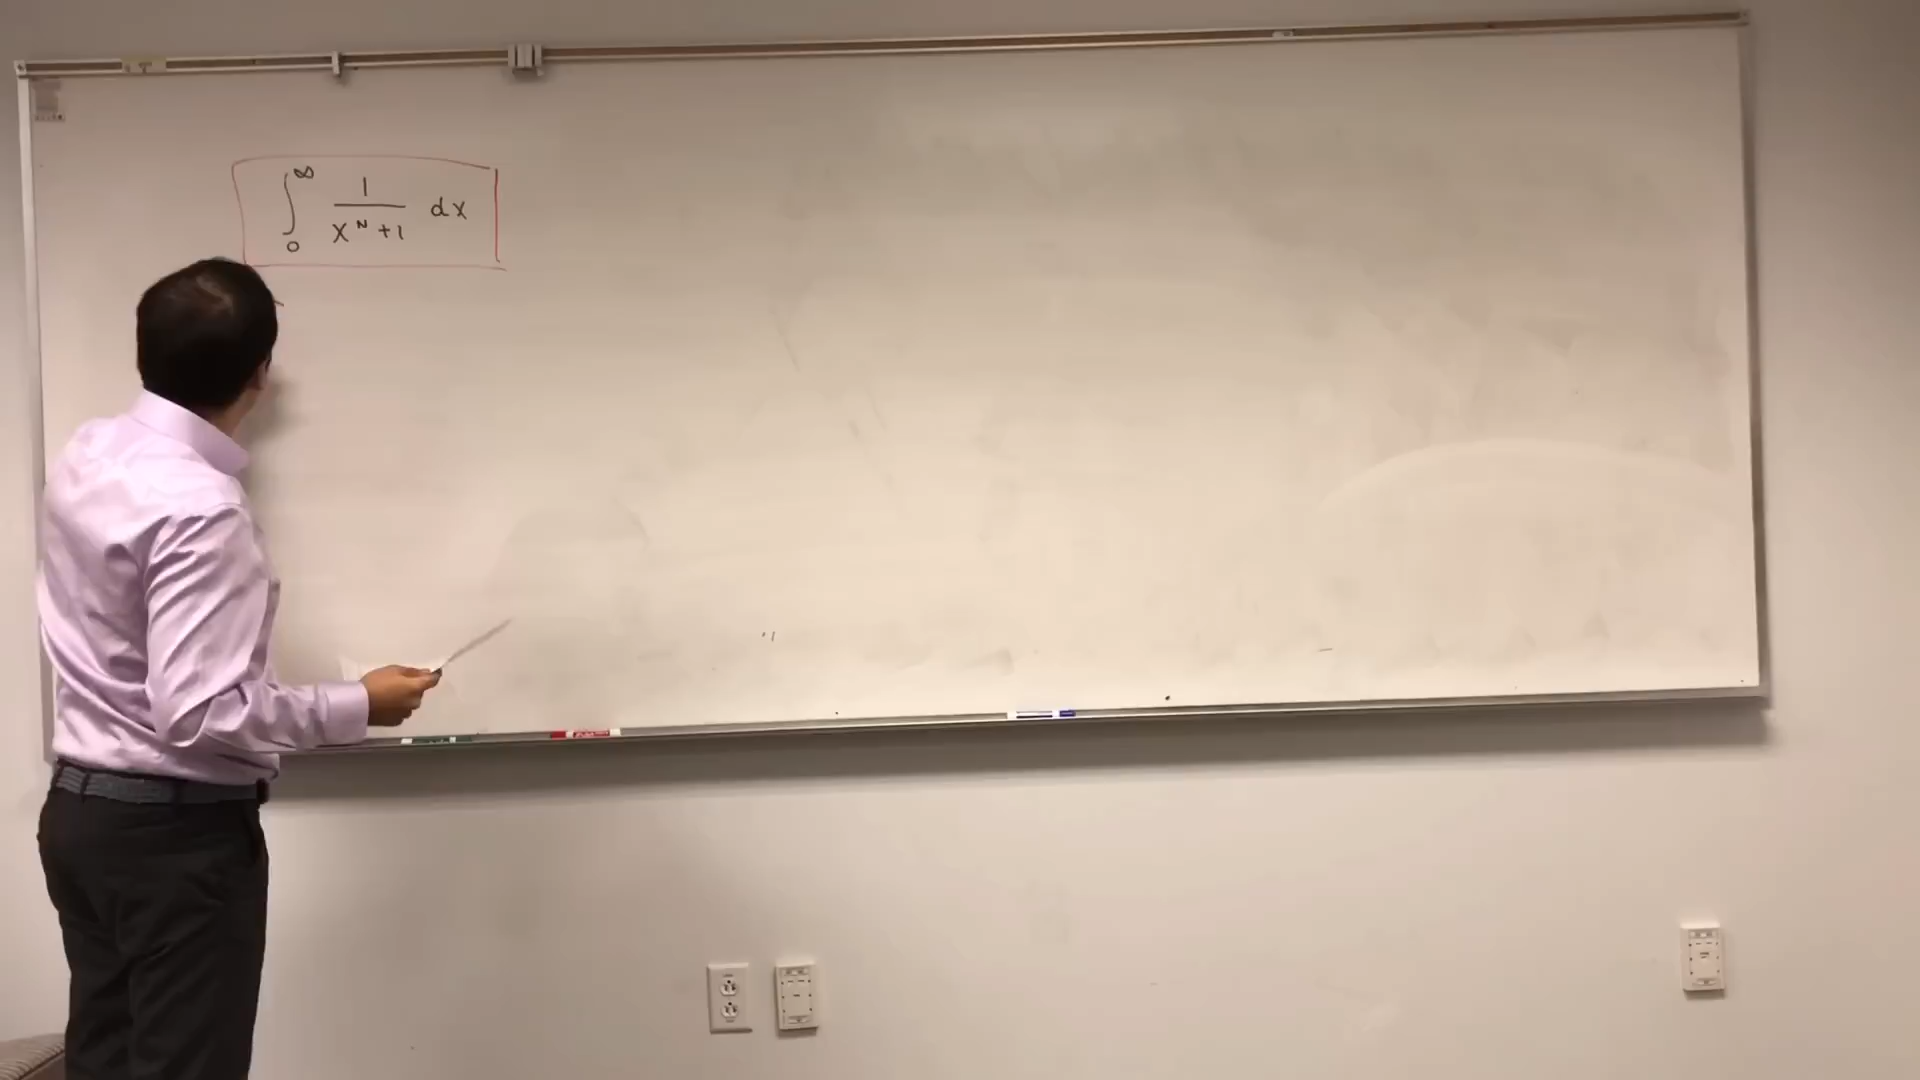 ∫₀^∞ 1/(x^N + 1) dx